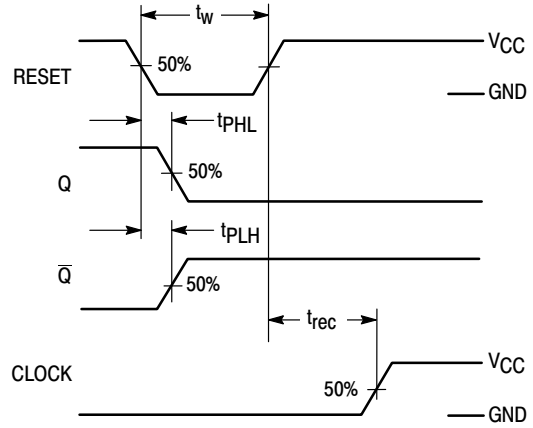 tw
VCC
RESET
50%
GND
tPHL
Q
50%
tPLH
Q̅
50%
trec
CLOCK
50%
VCC
GND